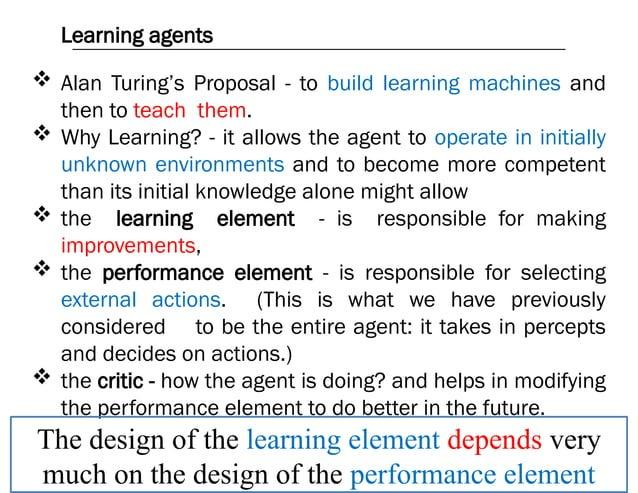 Learning agents
❖ Alan Turing’s Proposal - to build learning machines and
then to teach them.
❖ Why Learning? - it allows the agent to operate in initially
unknown environments and to become more competent
than its initial knowledge alone might allow
❖ the learning element - is responsible for making
improvements,
❖ the performance element - is responsible for selecting
external actions. (This is what we have previously
considered to be the entire agent: it takes in percepts
and decides on actions.)
❖ the critic - how the agent is doing? and helps in modifying
the performance element to do better in the future.
The design of the learning element depends very
much on the design of the performance element